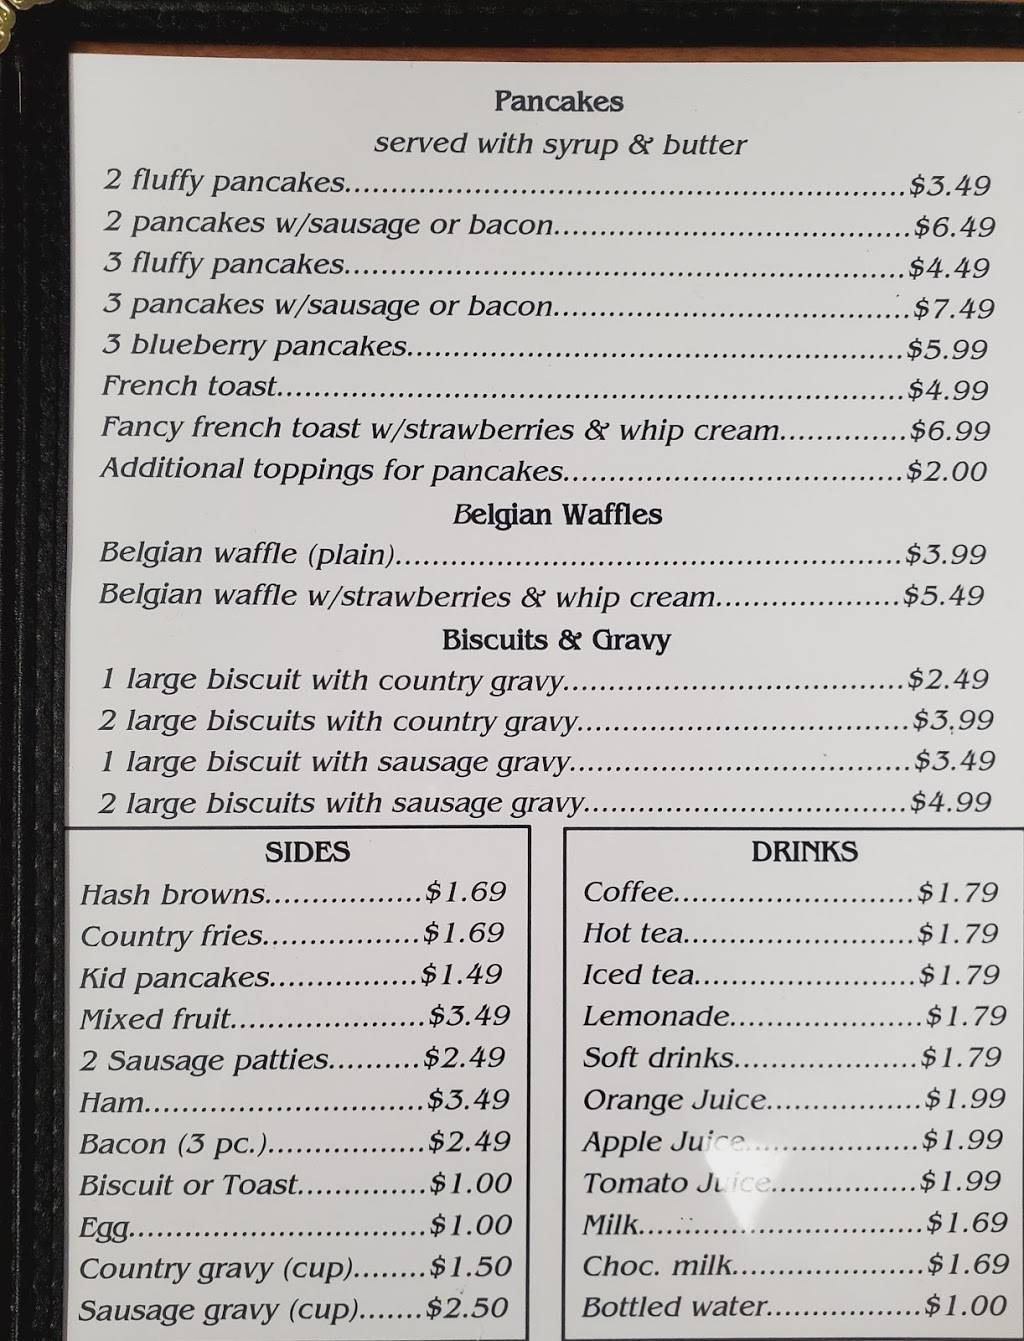 Pancakes
served with syrup & butter
2 fluffy pancakes............................................................$3.49
2 pancakes w/sausage or bacon......................................$6.49
3 fluffy pancakes............................................................$4.49
3 pancakes w/sausage or bacon......................................$7.49
3 blueberry pancakes.....................................................$5.99
French toast...................................................................$4.99
Fancy french toast w/strawberries & whip cream..............$6.99
Additional toppings for pancakes....................................$2.00
Belgian Waffles
Belgian waffle (plain)......................................................$3.99
Belgian waffle w/strawberries & whip cream....................$5.49
Biscuits & Gravy
1 large biscuit with country gravy.....................................$2.49
2 large biscuits with country gravy....................................$3.99
1 large biscuit with sausage gravy.....................................$3.49
2 large biscuits with sausage gravy...................................$4.99
SIDES
Hash browns.................$1.69
Country fries.................$1.69
Kid pancakes................$1.49
Mixed fruit.....................$3.49
2 Sausage patties..........$2.49
Ham..............................$3.49
Bacon (3 pc.).................$2.49
Biscuit or Toast..............$1.00
Egg................................$1.00
Country gravy (cup)........$1.50
Sausage gravy (cup).......$2.50
DRINKS
Coffee..........................$1.79
Hot tea.........................$1.79
Iced tea........................$1.79
Lemonade.....................$1.79
Soft drinks....................$1.79
Orange Juice.................$1.99
Apple Juice...................$1.99
Tomato Juice................$1.99
Milk...............................$1.69
Choc. milk.....................$1.69
Bottled water.................$1.00